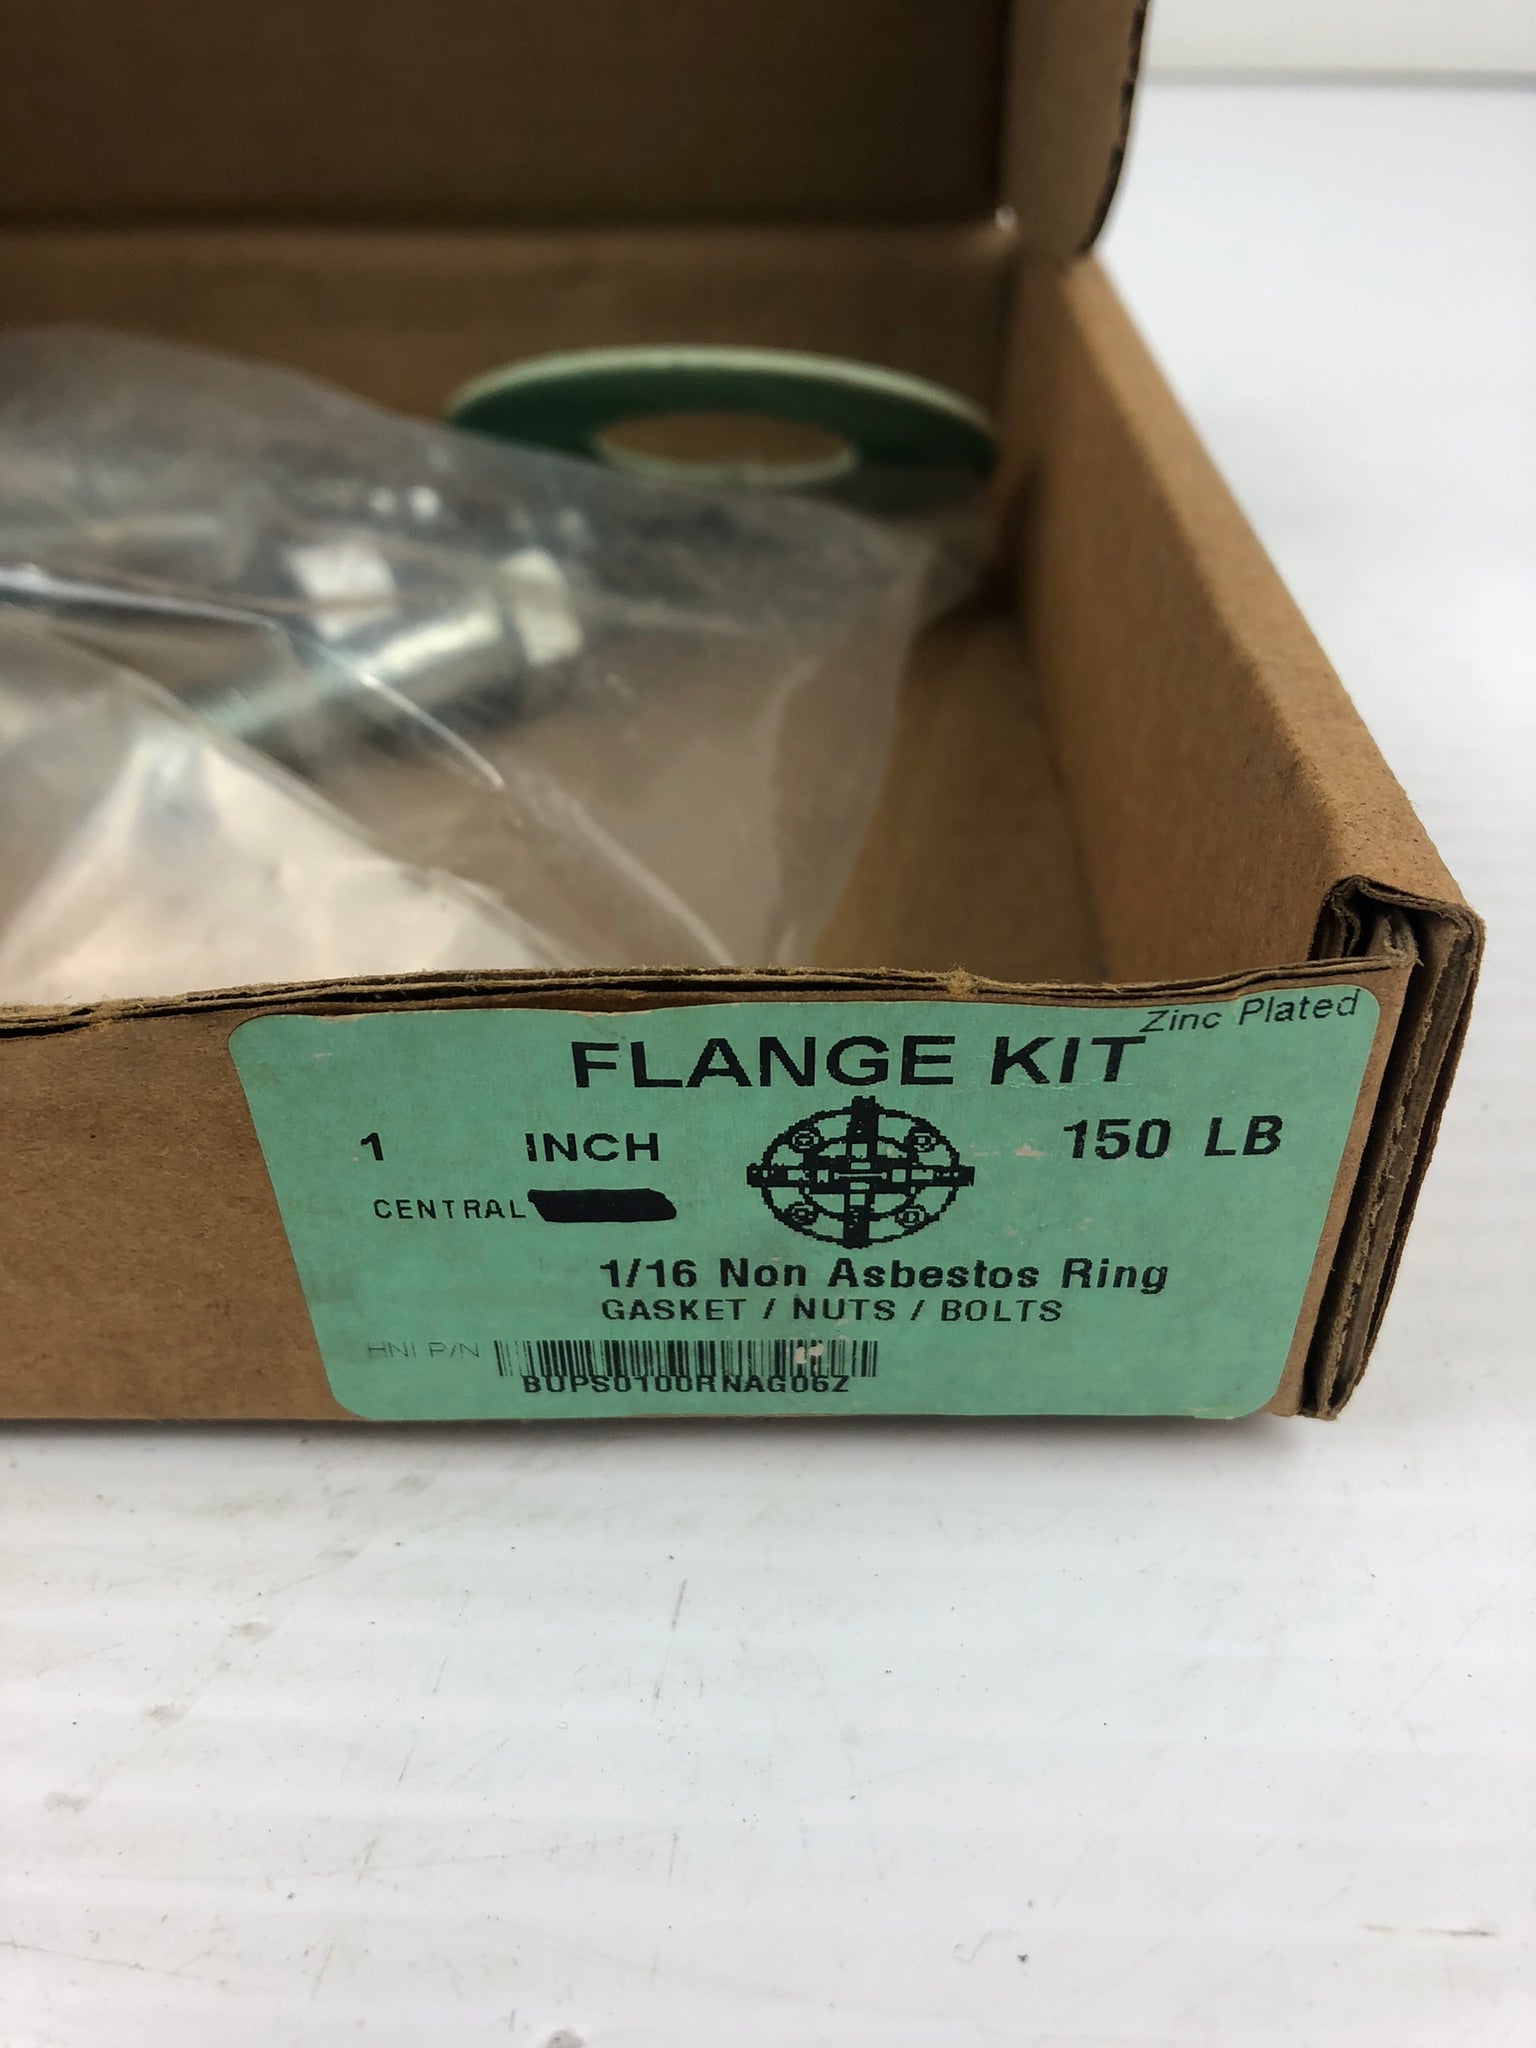 Zinc Plated
FLANGE KIT
1 INCH 150 LB
CENTRAL
1/16 Non Asbestos Ring
GASKET / NUTS / BOLTS
HNI P/N
BUPS0100RNAG06Z